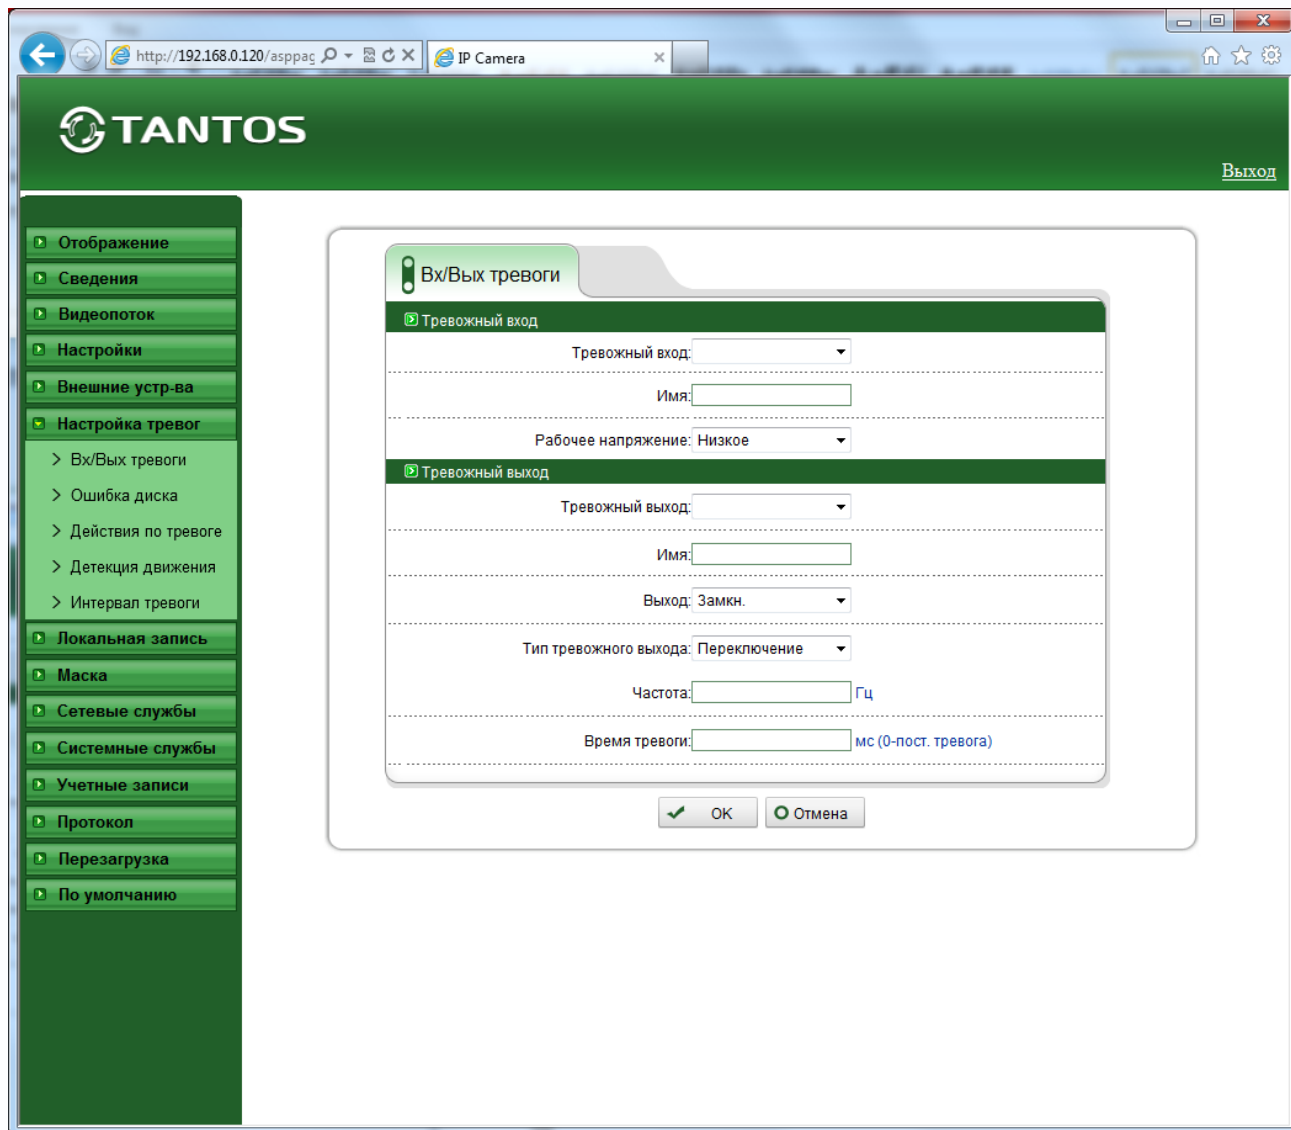 http://192.168.0.120/asppag
IP Camera
TANTOS
Выход
Отображение
Сведения
Видеопоток
Настройки
Внешние устр-ва
Настройка тревог
Вх/Вых тревоги
Ошибка диска
Действия по тревоге
Детекция движения
Интервал тревоги
Локальная запись
Маска
Сетевые службы
Системные службы
Учетные записи
Протокол
Перезагрузка
По умолчанию
Вх/Вых тревоги
Тревожный вход
Тревожный вход:
Имя:
Рабочее напряжение: Низкое
Тревожный выход
Тревожный выход:
Имя:
Выход: Замкн.
Тип тревожного выхода: Переключение
Частота: Гц
Время тревоги: мс (0-пост. тревога)
OK Отмена